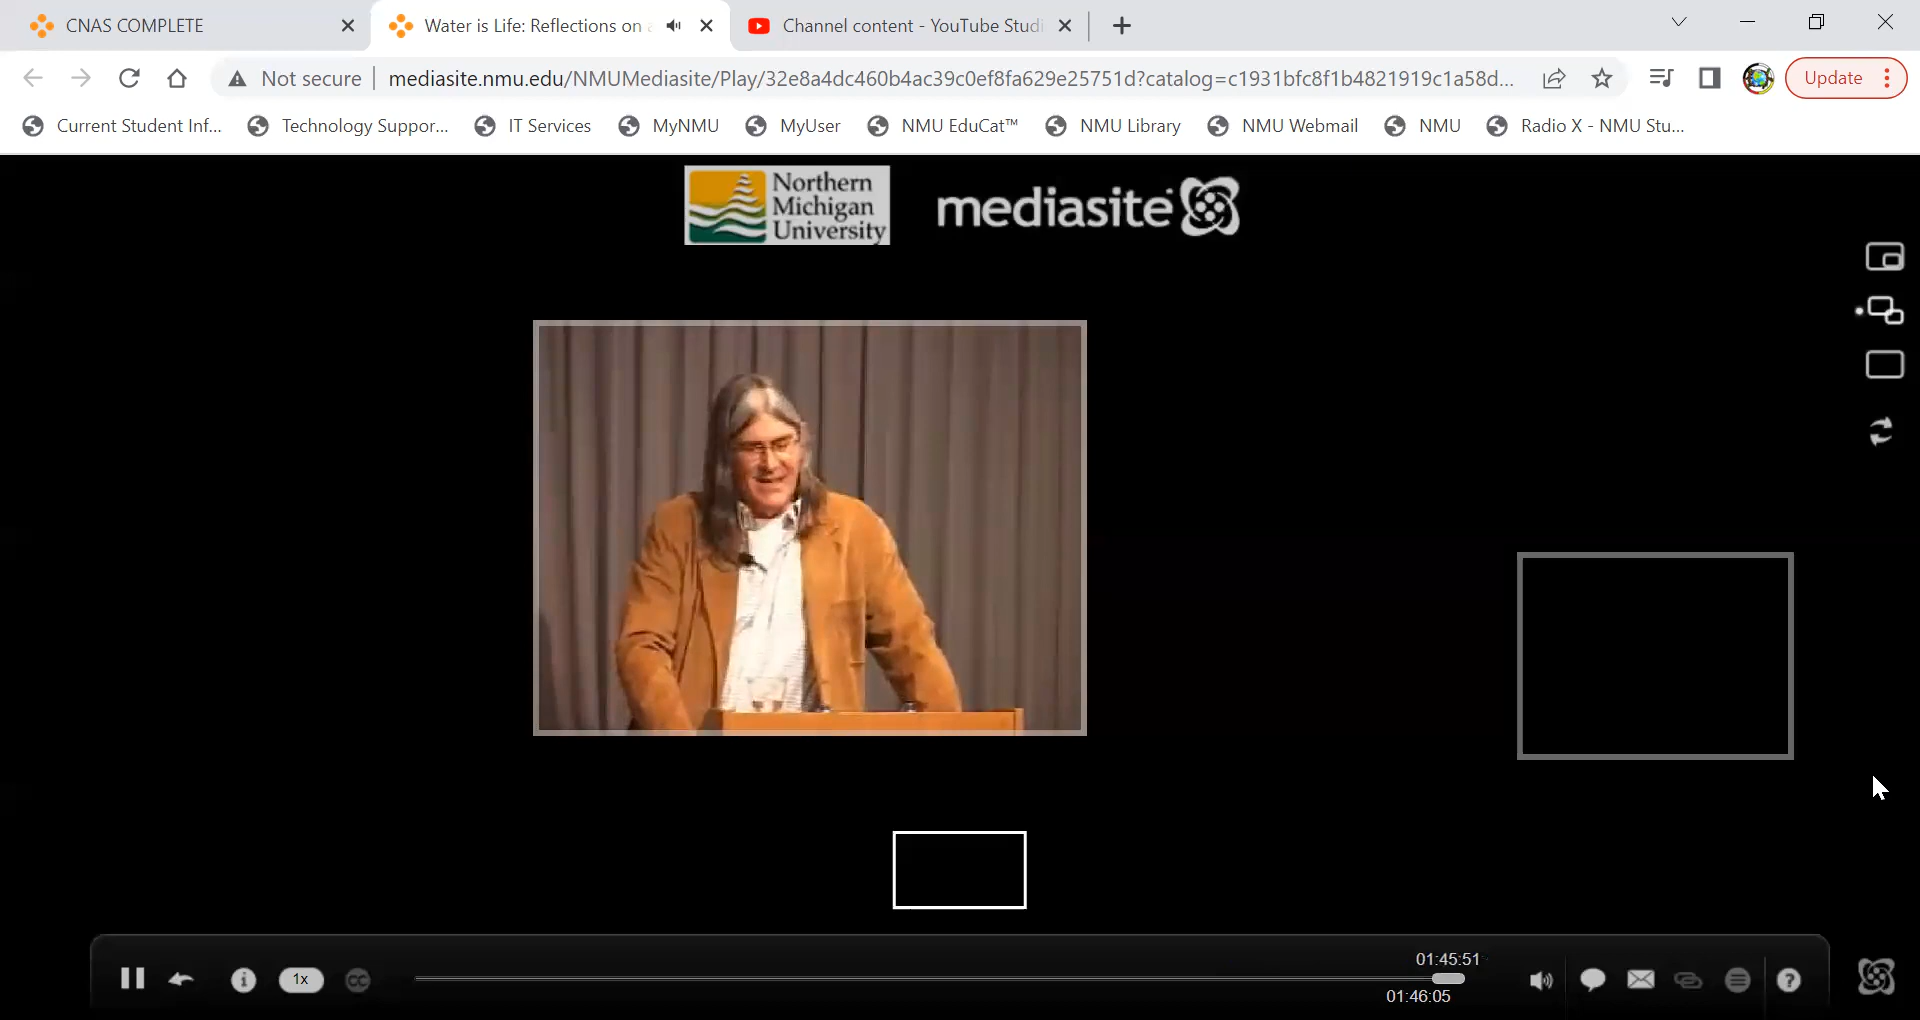 CNAS COMPLETE
Water is Life: Reflections on
Channel content - YouTube Studi
Not secure
mediasite.nmu.edu/NMUMediasite/Play/32e8a4dc460b4ac39c0ef8fa629e25751d?catalog=c1931bfc8f1b4821919c1a58d...
Update
Current Student Inf...
Technology Suppor...
IT Services
MyNMU
MyUser
NMU EduCat™
NMU Library
NMU Webmail
NMU
Radio X - NMU Stu...
Northern
Michigan
University
mediasite
01:45:51
1x
CC
01:46:05